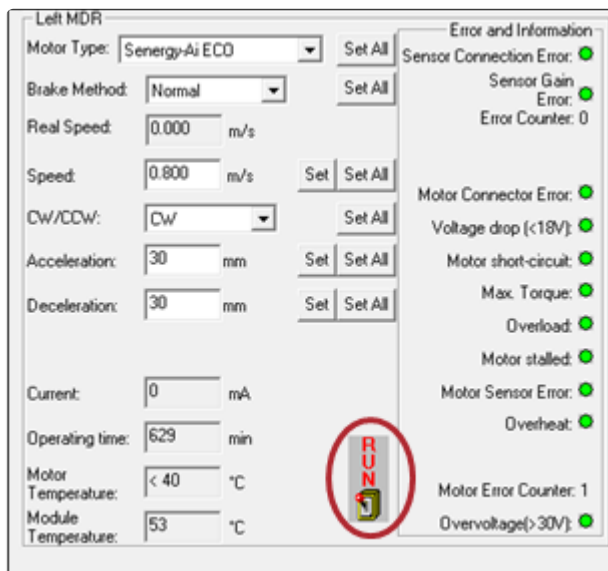 Left MDR
Motor Type: Senergy-Ai ECO Set All
Brake Method: Normal Set All
Real Speed: 0.000 m/s
Speed: 0.800 m/s Set Set All
CW/CCW: CW Set All
Acceleration: 30 mm Set Set All
Deceleration: 30 mm Set Set All
Current: 0 mA
Operating time: 629 min
Motor
Temperature: < 40 °C
Module
Temperature: 53 °C
RUN
Error and Information
Sensor Connection Error:
Sensor Gain
Error:
Error Counter: 0
Motor Connector Error:
Voltage drop (<18V):
Motor short-circuit:
Max. Torque:
Overload:
Motor stalled:
Motor Sensor Error:
Overheat:
Motor Error Counter: 1
Overvoltage(>30V):